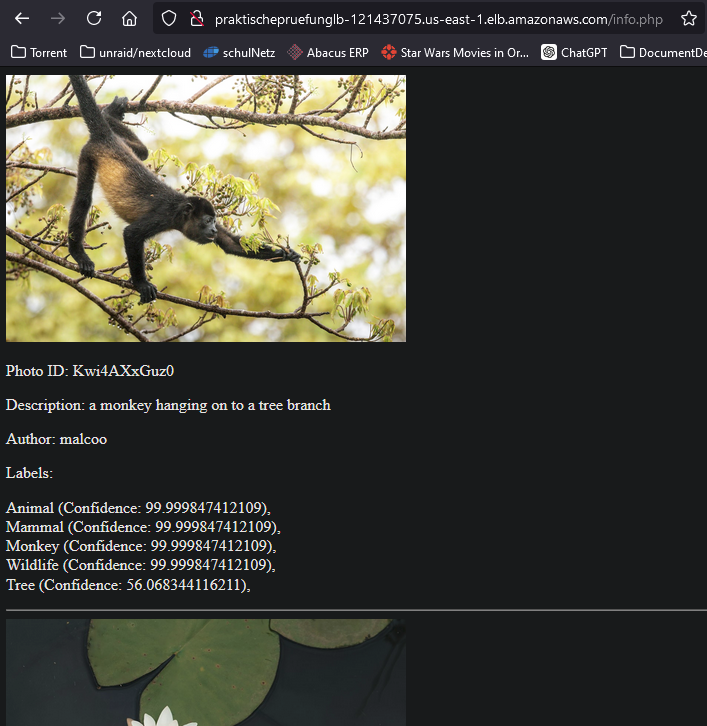 praktischepruefunglb-121437075.us-east-1.elb.amazonaws.com/info.php
Torrent unraid/nextcloud schulNetz Abacus ERP Star Wars Movies in Or... ChatGPT DocumentDe
Photo ID: Kwi4AXxGuz0
Description: a monkey hanging on to a tree branch
Author: malcoo
Labels:
Animal (Confidence: 99.999847412109),
Mammal (Confidence: 99.999847412109),
Monkey (Confidence: 99.999847412109),
Wildlife (Confidence: 99.999847412109),
Tree (Confidence: 56.068344116211),